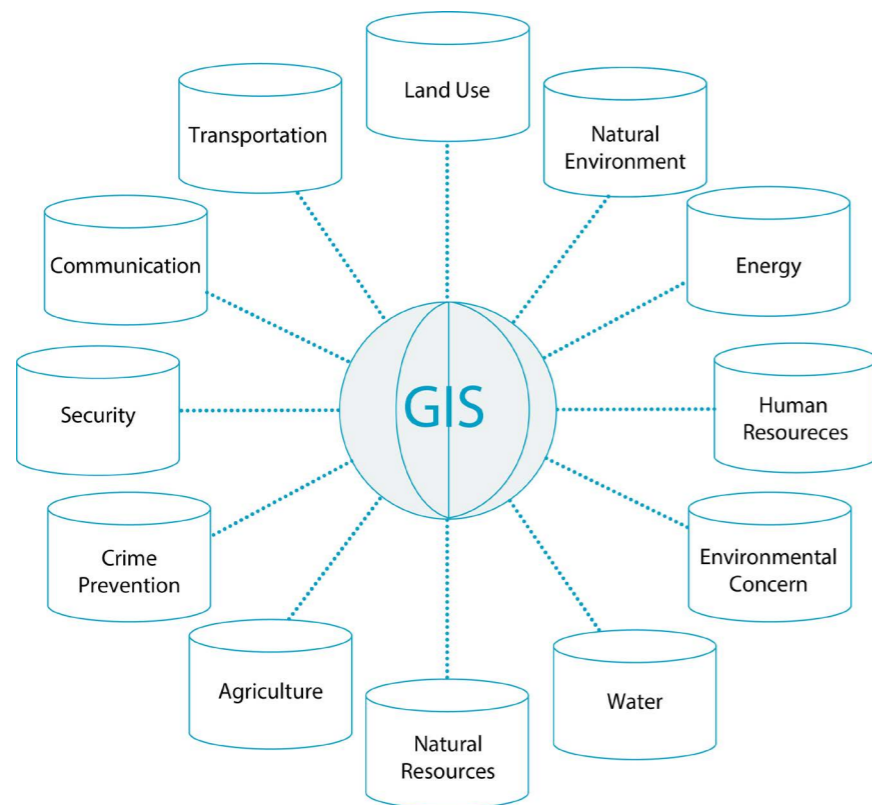 Land Use
Natural
Environment
Energy
Human
Resoureces
Environmental
Concern
Water
Natural
Resources
Agriculture
Crime
Prevention
Security
Communication
Transportation
GIS